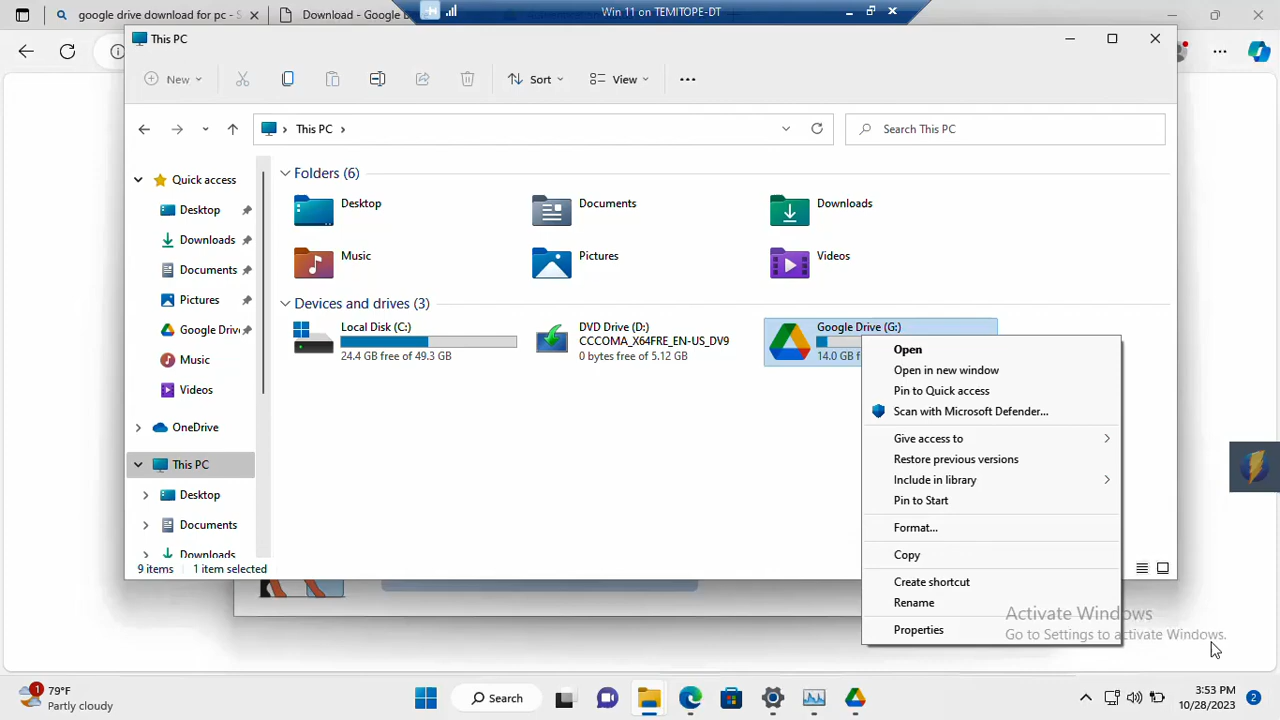 google drive download for pc - S
Download - Google D
Win 11 on TEMITOPE-DT
This PC
New
Sort
View
This PC
Search This PC
Quick access
Desktop
Downloads
Documents
Pictures
Google Driv
Music
Videos
OneDrive
This PC
Desktop
Documents
Downloads
Folders (6)
Desktop
Documents
Downloads
Music
Pictures
Videos
Devices and drives (3)
Local Disk (C:)
24.4 GB free of 49.3 GB
DVD Drive (D:)
CCCOMA_X64FRE_EN-US_DV9
0 bytes free of 5.12 GB
Google Drive (G:)
14.0 GB f
Open
Open in new window
Pin to Quick access
Scan with Microsoft Defender...
Give access to
Restore previous versions
Include in library
Pin to Start
Format...
Copy
Create shortcut
Rename
Properties
9 items
1 item selected
Activate Windows
Go to Settings to activate Windows.
1
79°F
Partly cloudy
Search
3:53 PM
10/28/2023
2